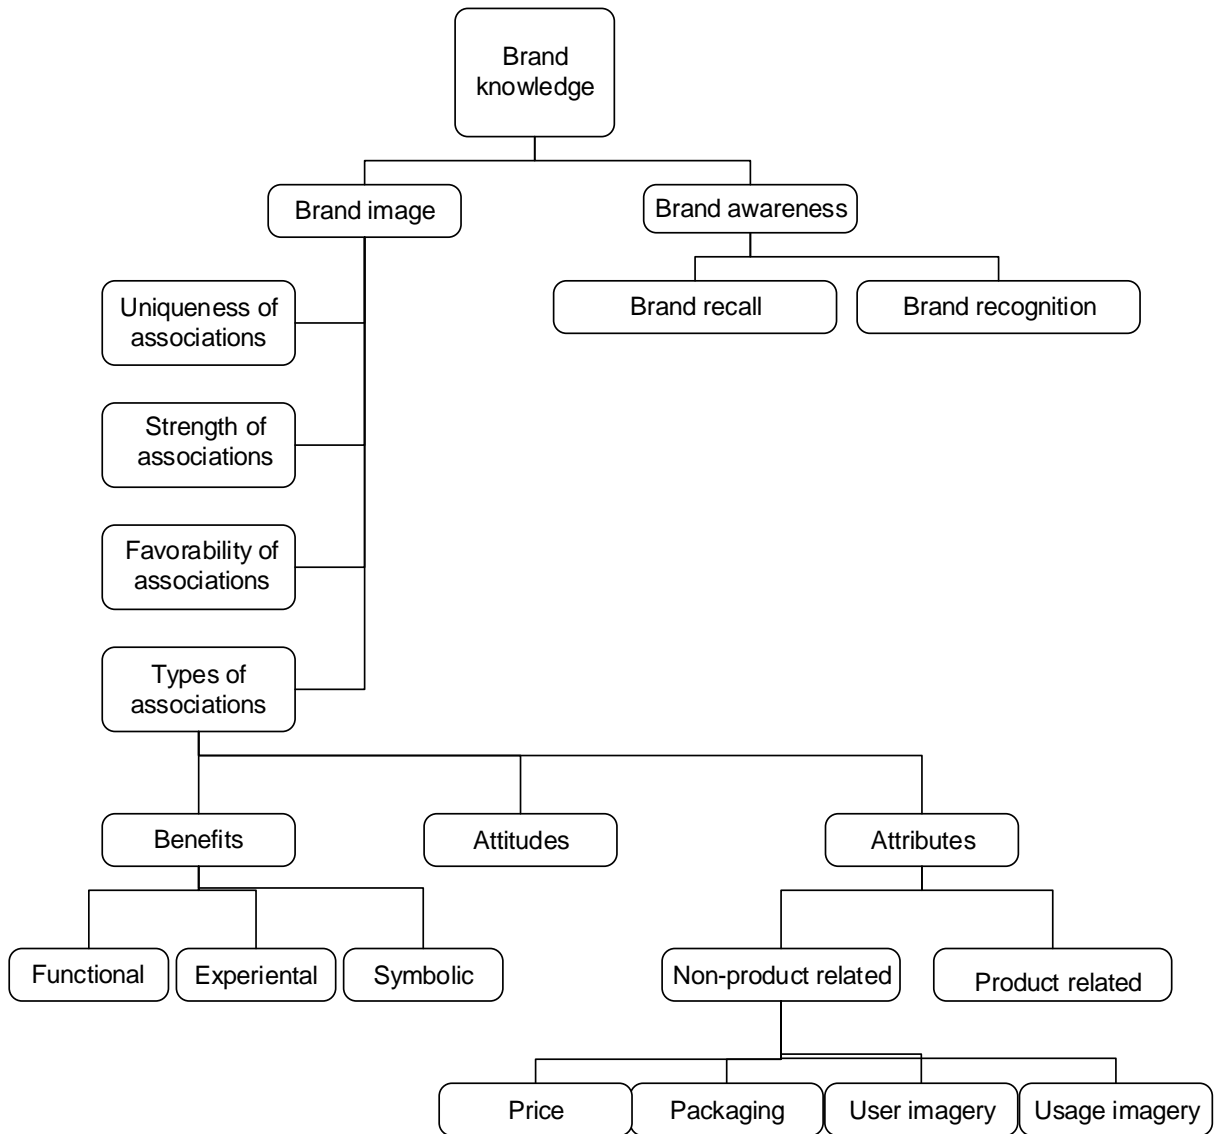 Brand
knowledge
Brand image
Brand awareness
Brand recall
Brand recognition
Uniqueness of
associations
Strength of
associations
Favorability of
associations
Types of
associations
Benefits
Attitudes
Attributes
Functional
Experiental
Symbolic
Non-product related
Product related
Price
Packaging
User imagery
Usage imagery